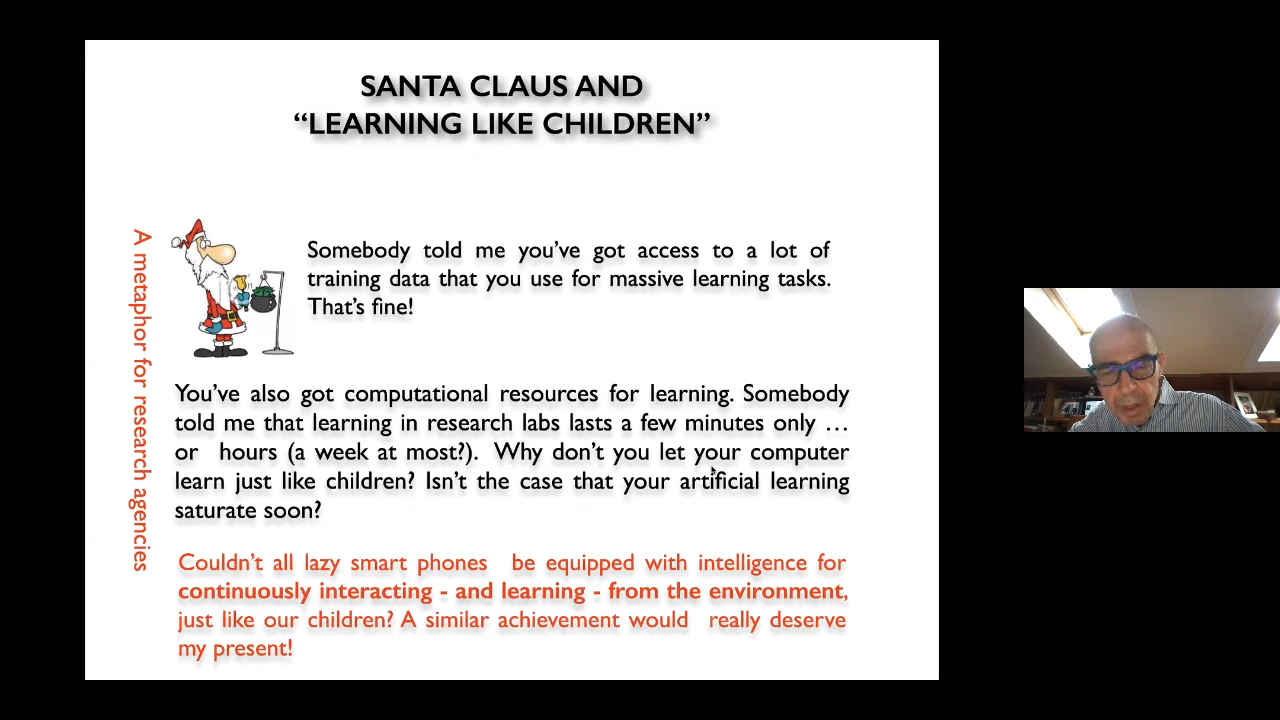 SANTA CLAUS AND
“LEARNING LIKE CHILDREN”
A metaphor for research agencies
Somebody told me you’ve got access to a lot of
training data that you use for massive learning tasks.
That’s fine!
You’ve also got computational resources for learning. Somebody
told me that learning in research labs lasts a few minutes only …
or hours (a week at most?). Why don’t you let your computer
learn just like children? Isn’t the case that your artificial learning
saturate soon?
Couldn’t all lazy smart phones be equipped with intelligence for
continuously interacting - and learning - from the environment,
just like our children? A similar achievement would really deserve
my present!